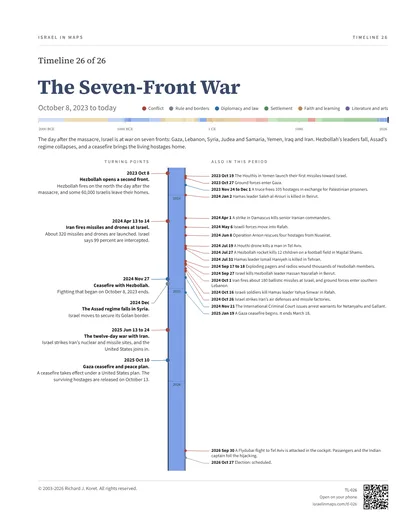 ISRAEL IN MAPS
TIMELINE 26
Timeline 26 of 26
The Seven-Front War
October 8, 2023 to today
Conflict
Rule and borders
Diplomacy and law
Settlement
Faith and learning
Literature and arts
2000 BCE
1000 BCE
1 CE
1000
2000
The day after the massacre, Israel is at war on seven fronts: Gaza, Lebanon, Syria, Judea and Samaria, Yemen, Iraq and Iran. Hezbollah's leaders fall, Assad's
regime collapses, and a ceasefire brings the living hostages home.
TURNING POINTS
ALSO IN THIS PERIOD
2023 Oct 8
Hezbollah opens a second front.
Hezbollah fires on the north the day after the
massacre, and some 60,000 Israelis leave their homes.
2024 Apr 13 to 14
Iran fires missiles and drones at Israel.
About 320 missiles and drones are launched. Israel
says 99 percent are intercepted.
2024 Nov 27
Ceasefire with Hezbollah.
Fighting that began on October 8, 2023 ends.
2024 Dec
The Assad regime falls in Syria.
Israel moves to secure its Golan border.
2025 Jun 13 to 24
The twelve-day war with Iran.
Israel strikes Iran's nuclear and missile sites, and the
United States joins in.
2025 Oct 10
Gaza ceasefire and peace plan.
A ceasefire takes effect under a United States plan. The
surviving hostages are released on October 13.
2024
2025
2026
2023 Oct 19 The Houthis in Yemen launch their first missiles toward Israel.
2023 Oct 27 Ground forces enter Gaza.
2023 Nov 24 to Dec 1 A truce frees 105 hostages in exchange for Palestinian prisoners.
2024 Jan 2 Hamas leader Saleh al-Arouri is killed in Beirut.
2024 Apr 1 A strike in Damascus kills senior Iranian commanders.
2024 May 6 Israeli forces move into Rafah.
2024 Jun 8 Operation Arnon rescues four hostages from Nuseirat.
2024 Jul 19 A Houthi drone kills a man in Tel Aviv.
2024 Jul 27 A Hezbollah rocket kills 12 children on a football field in Majdal Shams.
2024 Jul 31 Hamas leader Ismail Haniyeh is killed in Tehran.
2024 Sep 17 to 18 Exploding pagers and radios wound thousands of Hezbollah members.
2024 Sep 27 Israel kills Hezbollah leader Hassan Nasrallah in Beirut.
2024 Oct 1 Iran fires about 180 ballistic missiles at Israel, and ground forces enter southern
Lebanon.
2024 Oct 16 Israeli soldiers kill Hamas leader Yahya Sinwar in Rafah.
2024 Oct 26 Israel strikes Iran's air defenses and missile factories.
2024 Nov 21 The International Criminal Court issues arrest warrants for Netanyahu and Gallant.
2025 Jan 19 A Gaza ceasefire begins. It ends March 18.
2026 Sep 30 A Flydubai flight to Tel Aviv is attacked in the cockpit. Passengers and the Indian
captain foil the hijacking.
2026 Oct 27 Election scheduled.
© 2003-2026 Richard J. Koret. All rights reserved.
TL-026
Open on your phone
israelinmaps.com/tl-026